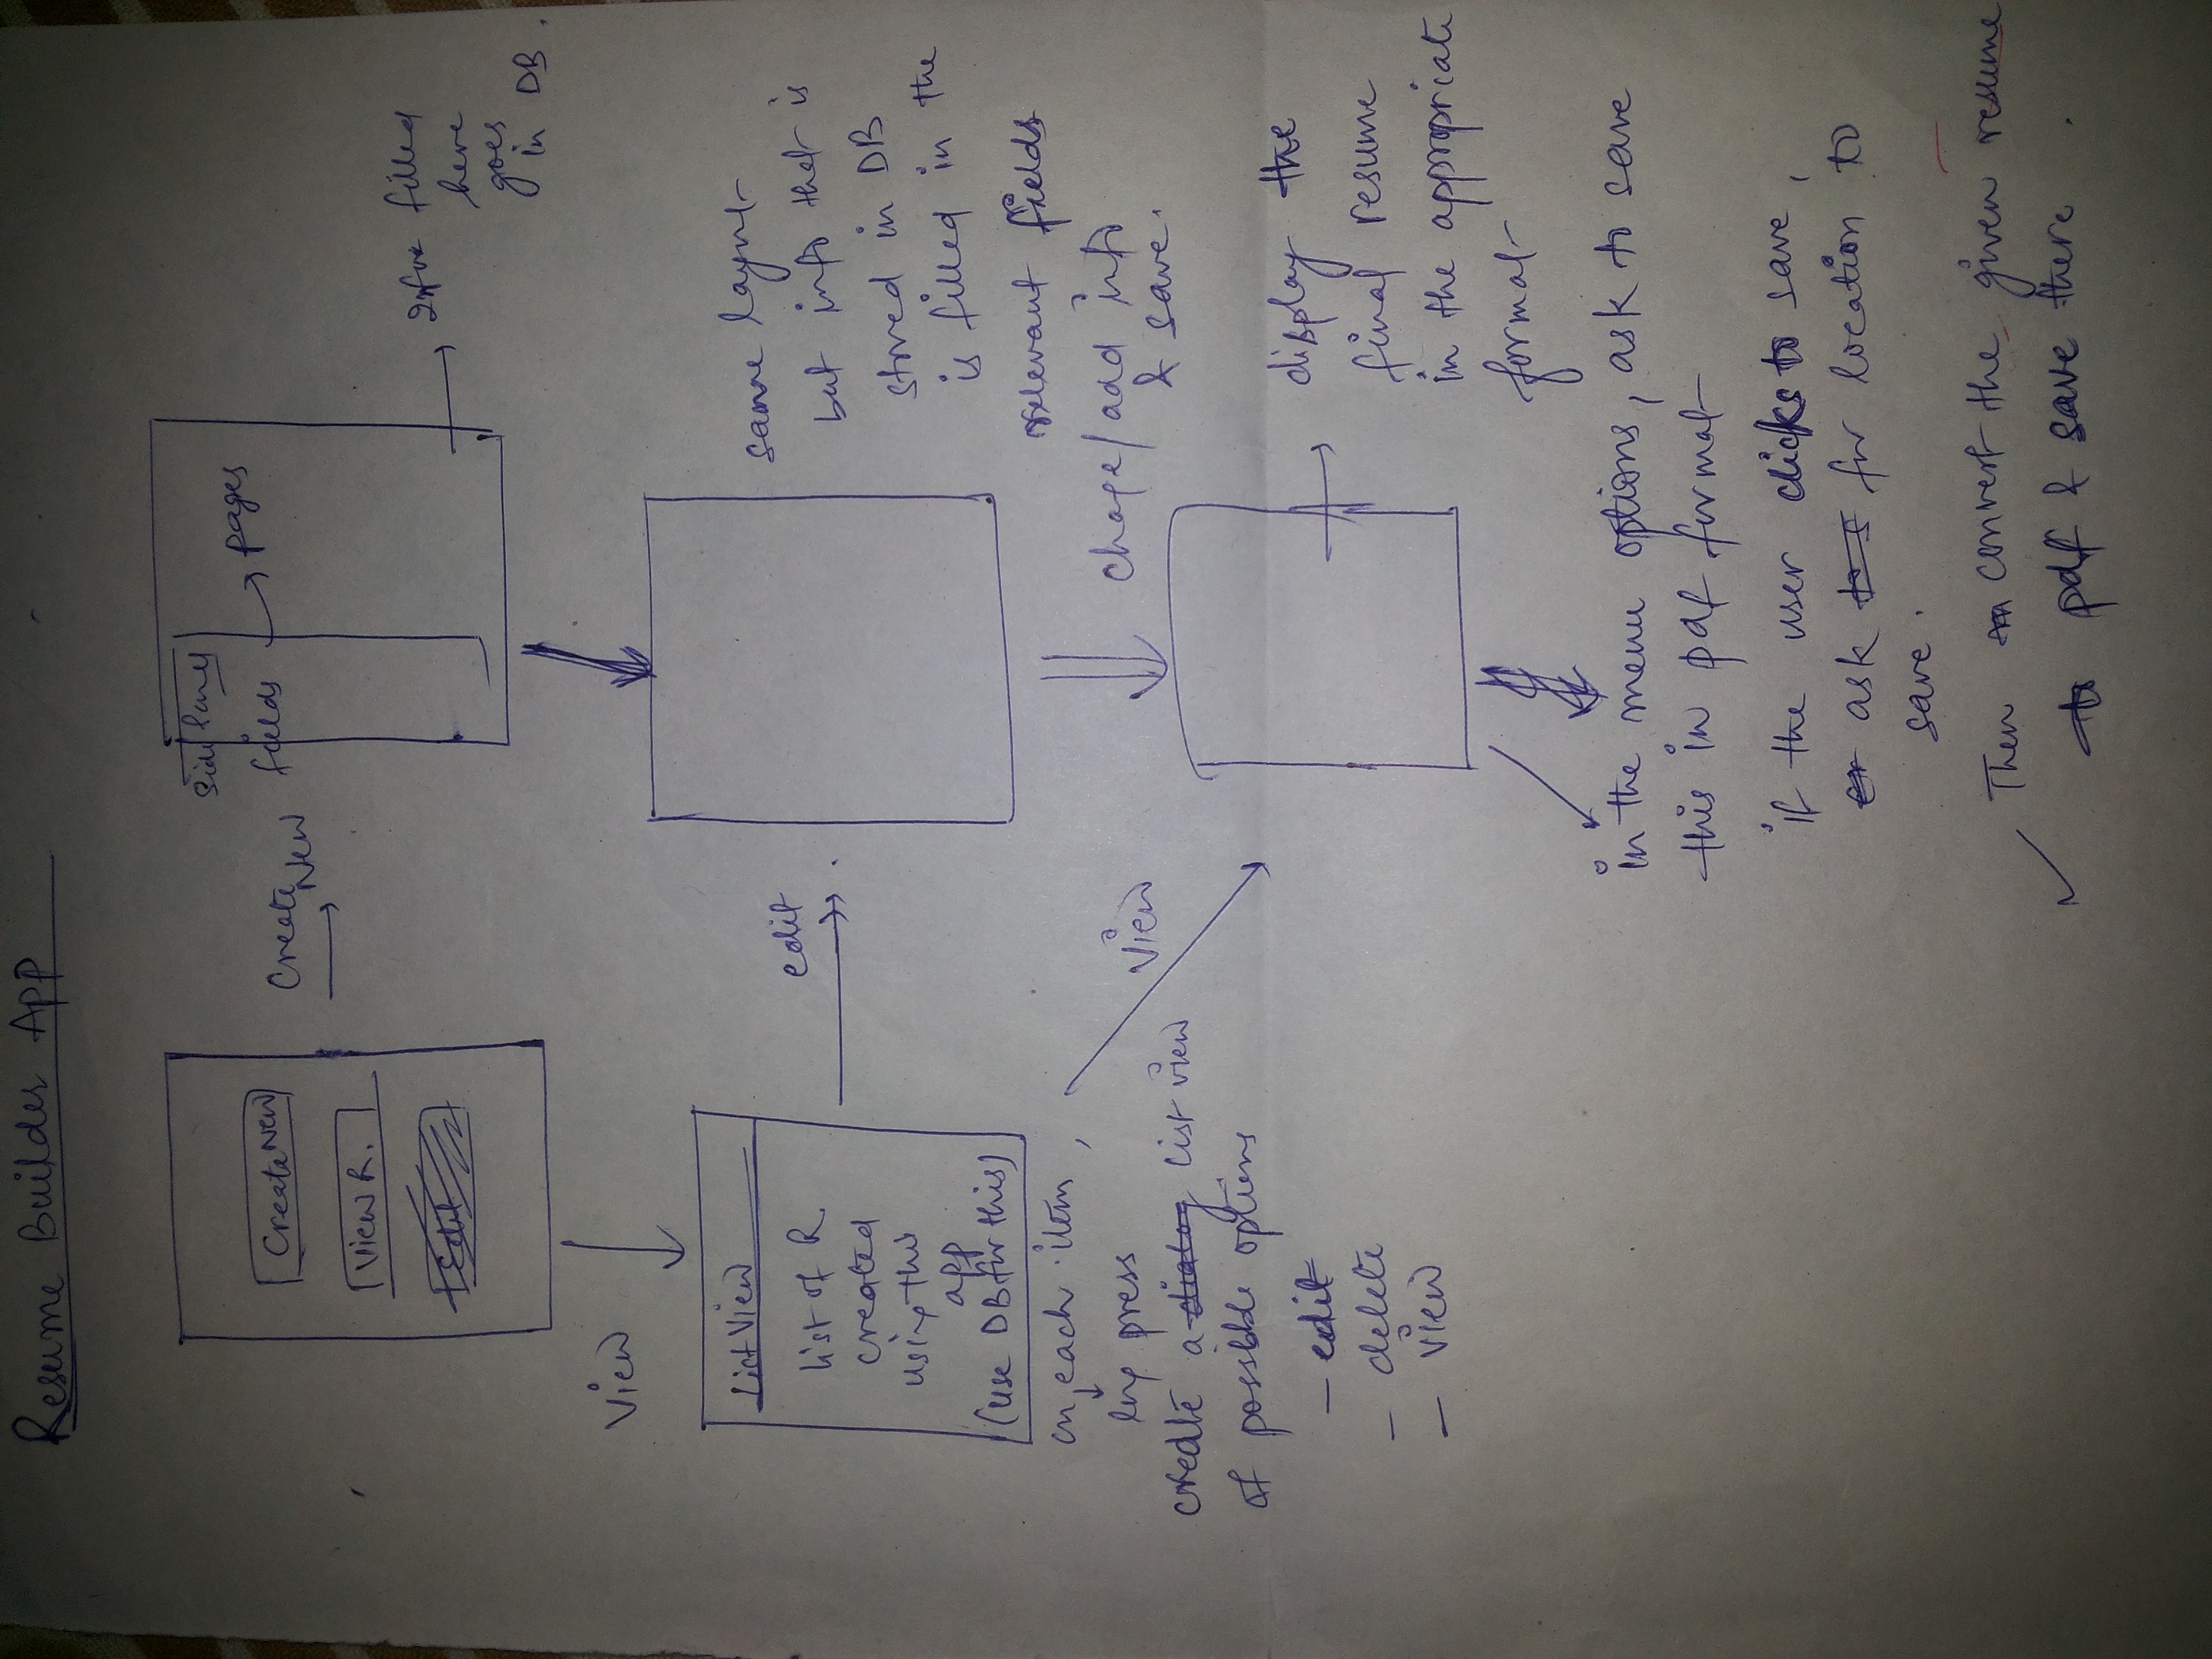 Resume Builder App
Create New
View R.
Create New
Side Panel
fields
pages
Info filled
here
goes
in DB.
View
List View
list of R
created
using this
app
(use DB for this)
on each item,
long press
create a dialog list view
of possible options
- edit
- delete
- view
edit
same layout
but info that is
stored in DB
is filled in the
relevant fields
chage/add info
& save.
View
display the
final resume
in the appropriate
format
in the menu options, ask to save
this in pdf format
if the user clicks to save,
ask for location to
save.
Then convert the given resume
to pdf & save there.